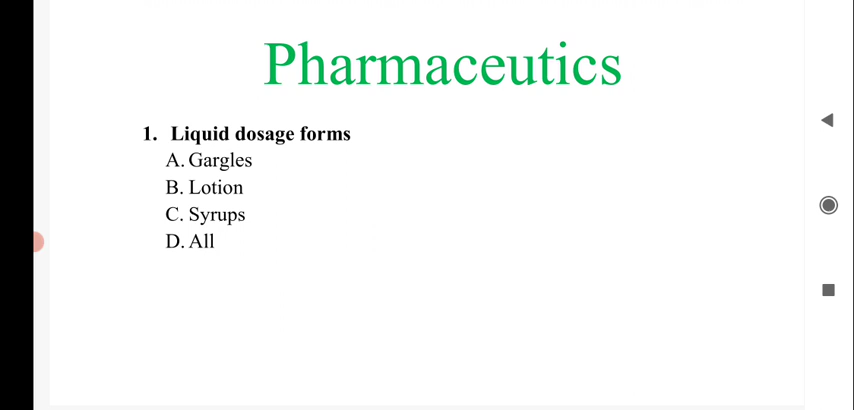 Pharmaceutics
1. Liquid dosage forms
A. Gargles
B. Lotion
C. Syrups
D. All